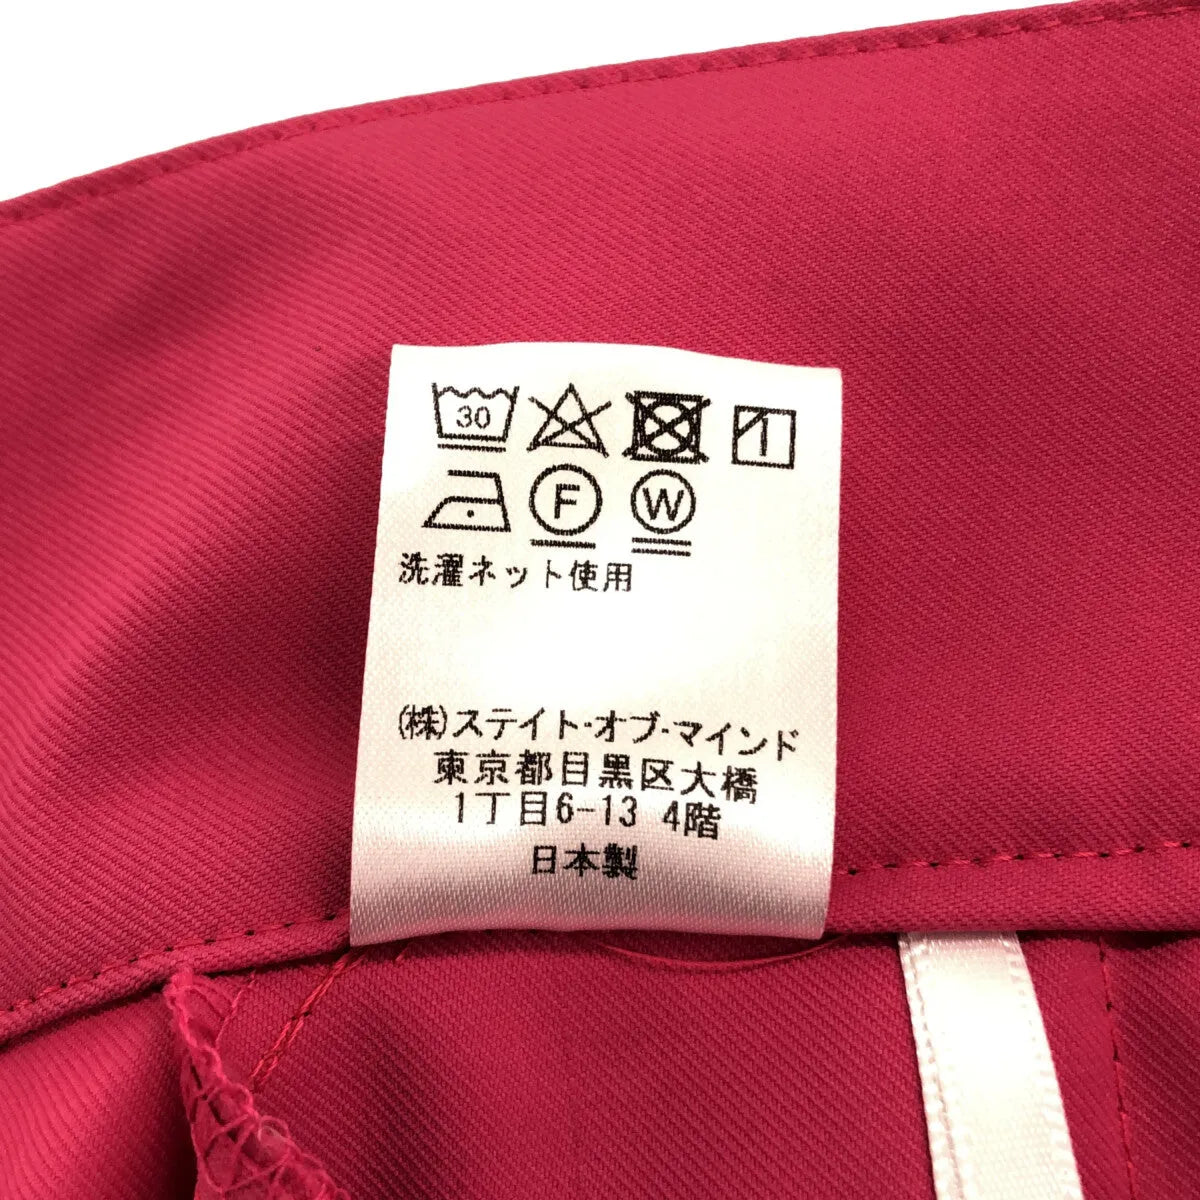 30
F W
洗濯ネット使用
(株)ステイト・オブ・マインド
東京都目黒区大橋
1丁目6-13 4階
日本製